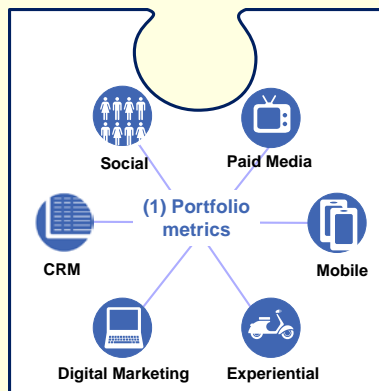 Social
Paid Media
(1) Portfolio
metrics
CRM
Mobile
Digital Marketing
Experiential